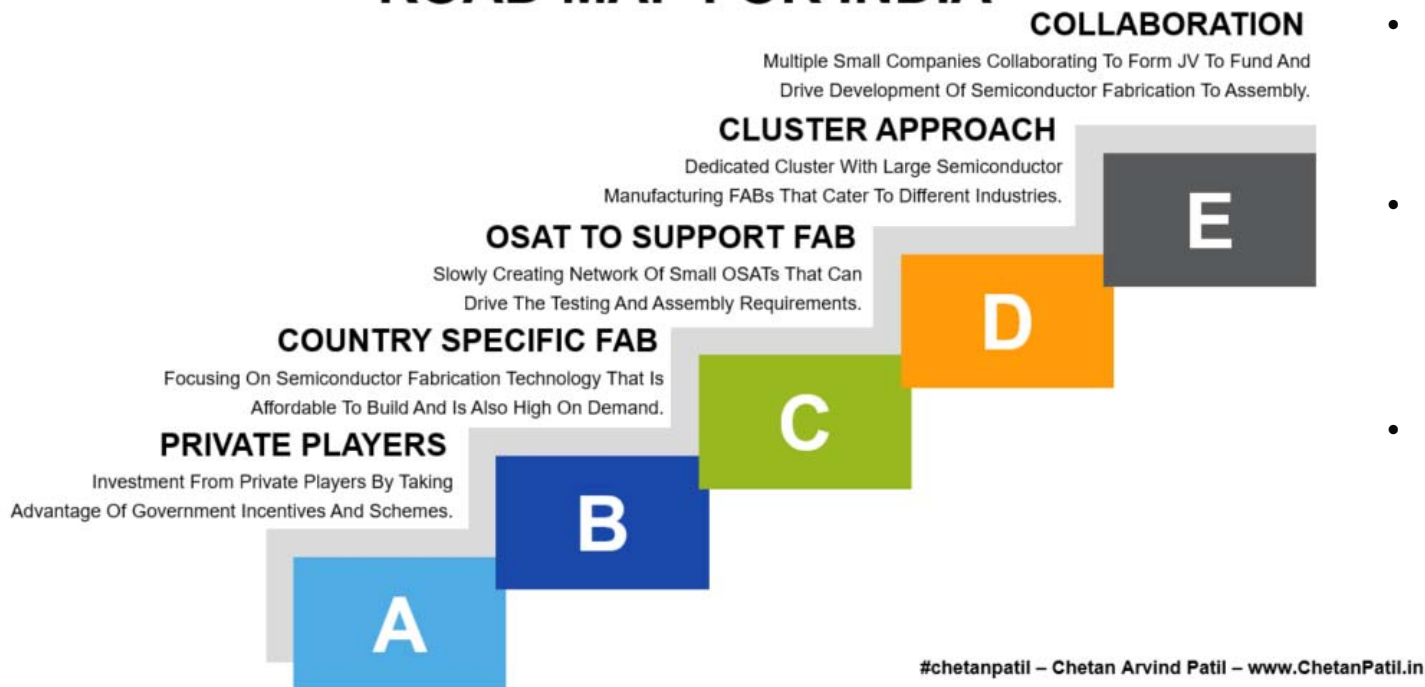 ROAD MAP FOR INDIA
COLLABORATION
Multiple Small Companies Collaborating To Form JV To Fund And
Drive Development Of Semiconductor Fabrication To Assembly.
CLUSTER APPROACH
Dedicated Cluster With Large Semiconductor
Manufacturing FABs That Cater To Different Industries.
E
OSAT TO SUPPORT FAB
Slowly Creating Network Of Small OSATs That Can
Drive The Testing And Assembly Requirements.
D
COUNTRY SPECIFIC FAB
Focusing On Semiconductor Fabrication Technology That Is
Affordable To Build And Is Also High On Demand.
C
PRIVATE PLAYERS
Investment From Private Players By Taking
Advantage Of Government Incentives And Schemes.
B
A
#chetanpatil – Chetan Arvind Patil – www.ChetanPatil.in